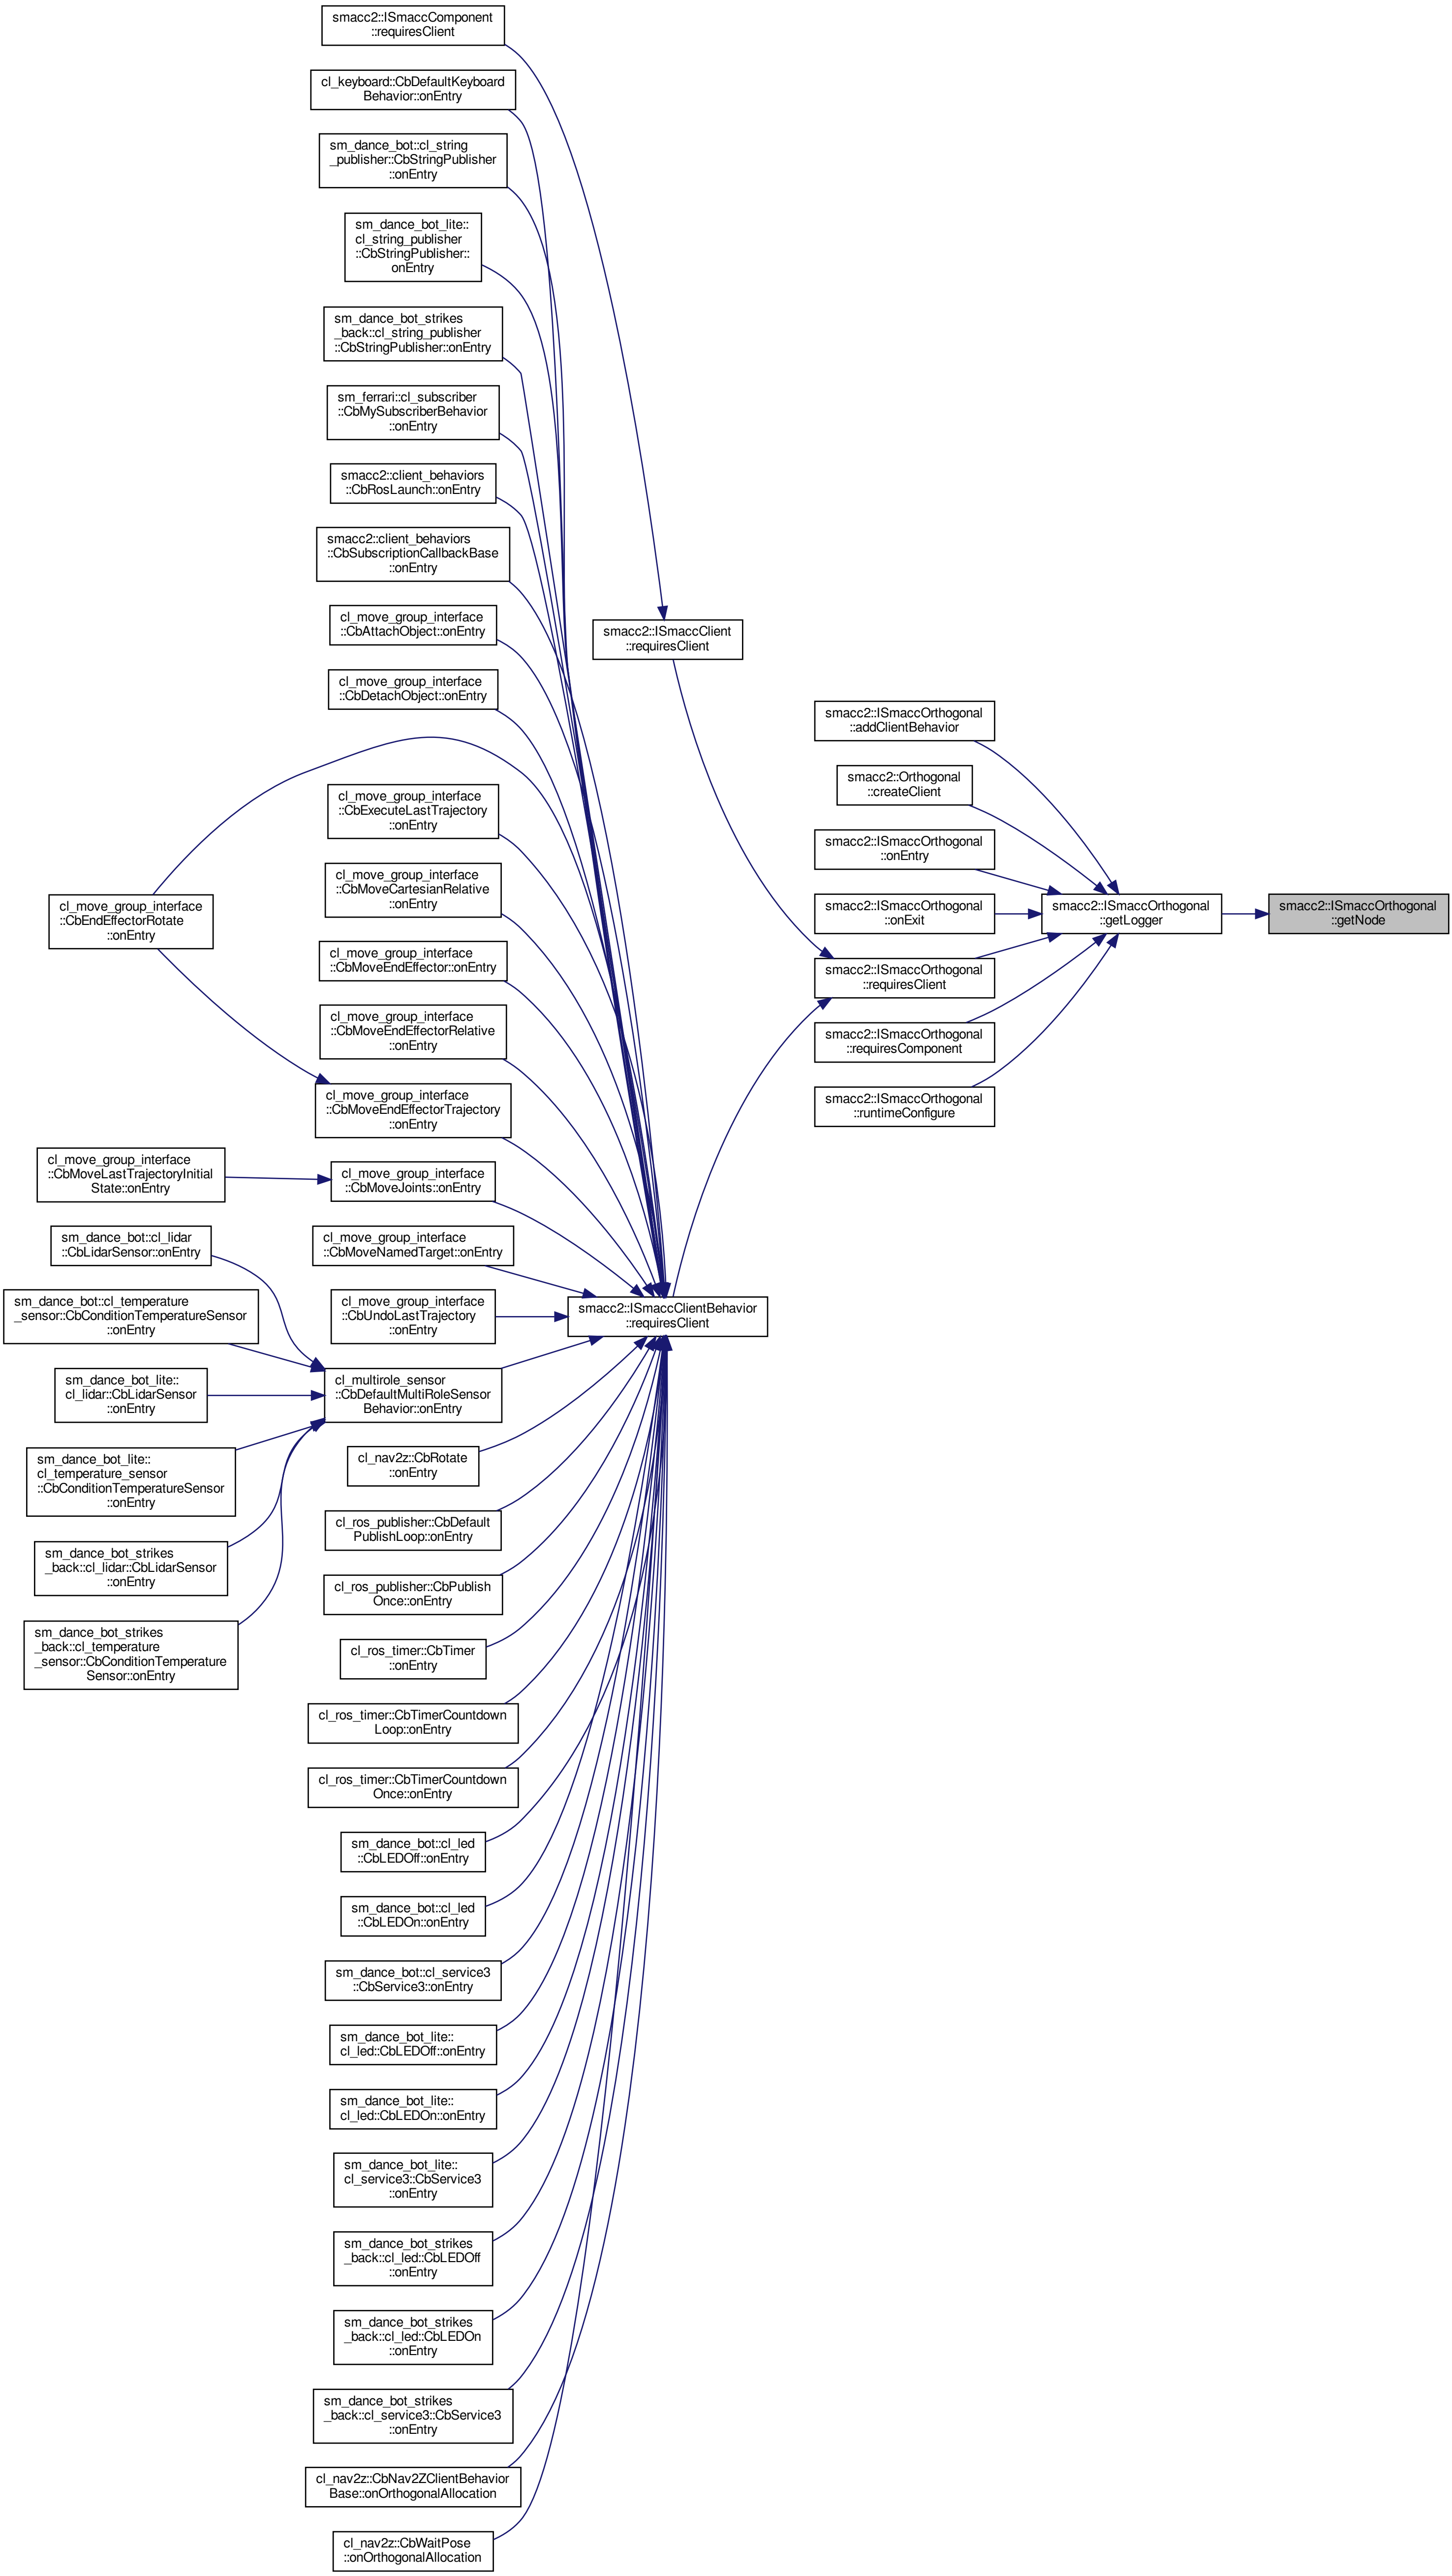 smacc2::ISmaccComponent
::requiresClient
cl_keyboard::CbDefaultKeyboard
Behavior::onEntry
sm_dance_bot::cl_string
_publisher::CbStringPublisher
::onEntry
sm_dance_bot_lite::
cl_string_publisher
::CbStringPublisher::
onEntry
sm_dance_bot_strikes
_back::cl_string_publisher
::CbStringPublisher::onEntry
sm_ferrari::cl_subscriber
::CbMySubscriberBehavior
::onEntry
smacc2::client_behaviors
::CbRosLaunch::onEntry
smacc2::client_behaviors
::CbSubscriptionCallbackBase
::onEntry
cl_move_group_interface
::CbAttachObject::onEntry
cl_move_group_interface
::CbDetachObject::onEntry
cl_move_group_interface
::CbExecuteLastTrajectory
::onEntry
cl_move_group_interface
::CbMoveCartesianRelative
::onEntry
cl_move_group_interface
::CbEndEffectorRotate
::onEntry
cl_move_group_interface
::CbMoveEndEffector::onEntry
cl_move_group_interface
::CbMoveEndEffectorRelative
::onEntry
cl_move_group_interface
::CbMoveEndEffectorTrajectory
::onEntry
cl_move_group_interface
::CbMoveLastTrajectoryInitial
State::onEntry
cl_move_group_interface
::CbMoveJoints::onEntry
cl_move_group_interface
::CbMoveNamedTarget::onEntry
cl_move_group_interface
::CbUndoLastTrajectory
::onEntry
sm_dance_bot::cl_lidar
::CbLidarSensor::onEntry
sm_dance_bot::cl_temperature
_sensor::CbConditionTemperatureSensor
::onEntry
sm_dance_bot_lite::
cl_lidar::CbLidarSensor
::onEntry
sm_dance_bot_lite::
cl_temperature_sensor
::CbConditionTemperatureSensor
::onEntry
sm_dance_bot_strikes
_back::cl_lidar::CbLidarSensor
::onEntry
sm_dance_bot_strikes
_back::cl_temperature
_sensor::CbConditionTemperature
Sensor::onEntry
cl_multirole_sensor
::CbDefaultMultiRoleSensor
Behavior::onEntry
cl_nav2z::CbRotate
::onEntry
cl_ros_publisher::CbDefault
PublishLoop::onEntry
cl_ros_publisher::CbPublish
Once::onEntry
cl_ros_timer::CbTimer
::onEntry
cl_ros_timer::CbTimerCountdown
Loop::onEntry
cl_ros_timer::CbTimerCountdown
Once::onEntry
sm_dance_bot::cl_led
::CbLEDOff::onEntry
sm_dance_bot::cl_led
::CbLEDOn::onEntry
sm_dance_bot::cl_service3
::CbService3::onEntry
sm_dance_bot_lite::
cl_led::CbLEDOff::onEntry
sm_dance_bot_lite::
cl_led::CbLEDOn::onEntry
sm_dance_bot_lite::
cl_service3::CbService3
::onEntry
sm_dance_bot_strikes
_back::cl_led::CbLEDOff
::onEntry
sm_dance_bot_strikes
_back::cl_led::CbLEDOn
::onEntry
sm_dance_bot_strikes
_back::cl_service3::CbService3
::onEntry
cl_nav2z::CbNav2ZClientBehavior
Base::onOrthogonalAllocation
cl_nav2z::CbWaitPose
::onOrthogonalAllocation
smacc2::ISmaccClient
::requiresClient
smacc2::ISmaccClientBehavior
::requiresClient
smacc2::ISmaccOrthogonal
::addClientBehavior
smacc2::Orthogonal
::createClient
smacc2::ISmaccOrthogonal
::onEntry
smacc2::ISmaccOrthogonal
::onExit
smacc2::ISmaccOrthogonal
::requiresClient
smacc2::ISmaccOrthogonal
::requiresComponent
smacc2::ISmaccOrthogonal
::runtimeConfigure
smacc2::ISmaccOrthogonal
::getLogger
smacc2::ISmaccOrthogonal
::getNode